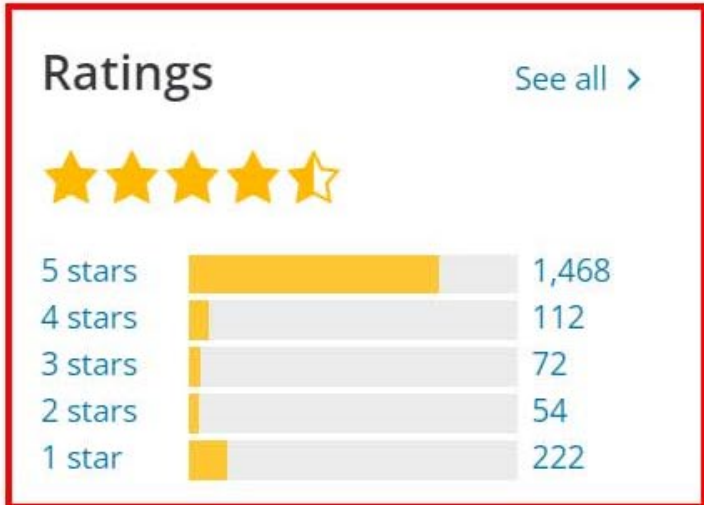 Ratings See all >
5 stars 1,468
4 stars 112
3 stars 72
2 stars 54
1 star 222